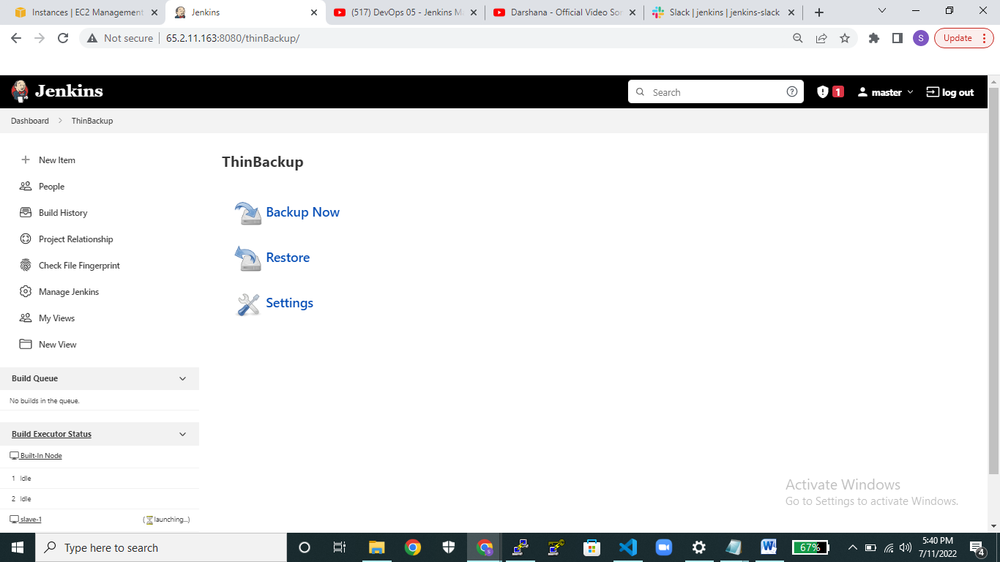 Instances | EC2 Management
Jenkins
(517) DevOps 05 - Jenkins Ma
Darshana - Official Video Son
Slack | jenkins | jenkins-slack
Not secure
65.2.11.163:8080/thinBackup/
S
Update
Jenkins
Search
1
master
log out
Dashboard
ThinBackup
New Item
People
Build History
Project Relationship
Check File Fingerprint
Manage Jenkins
My Views
New View
ThinBackup
Backup Now
Restore
Settings
Build Queue
No builds in the queue.
Build Executor Status
Built-In Node
1 Idle
2 Idle
slave-1
(launching...)
Activate Windows
Go to Settings to activate Windows.
Type here to search
67%
5:40 PM
7/11/2022
4